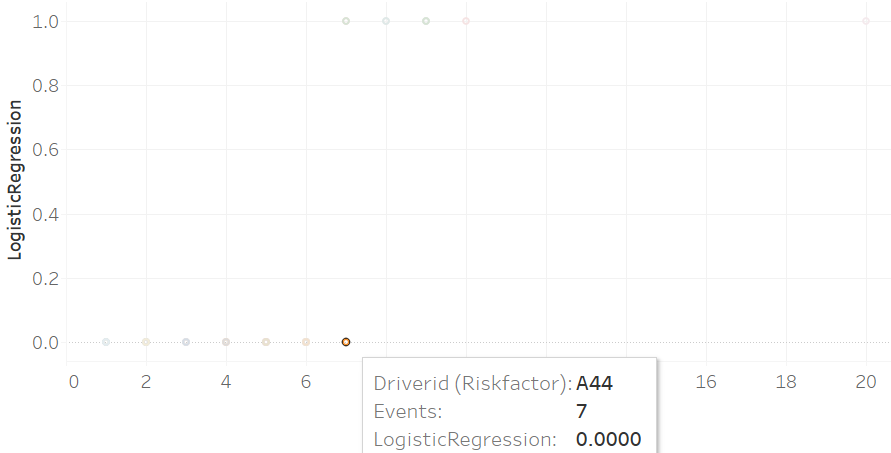 1.0
0.8
0.6
0.4
0.2
0.0
LogisticRegression
0 2 4 6 16 18 20
Driverid (Riskfactor): A44
Events: 7
LogisticRegression: 0.0000